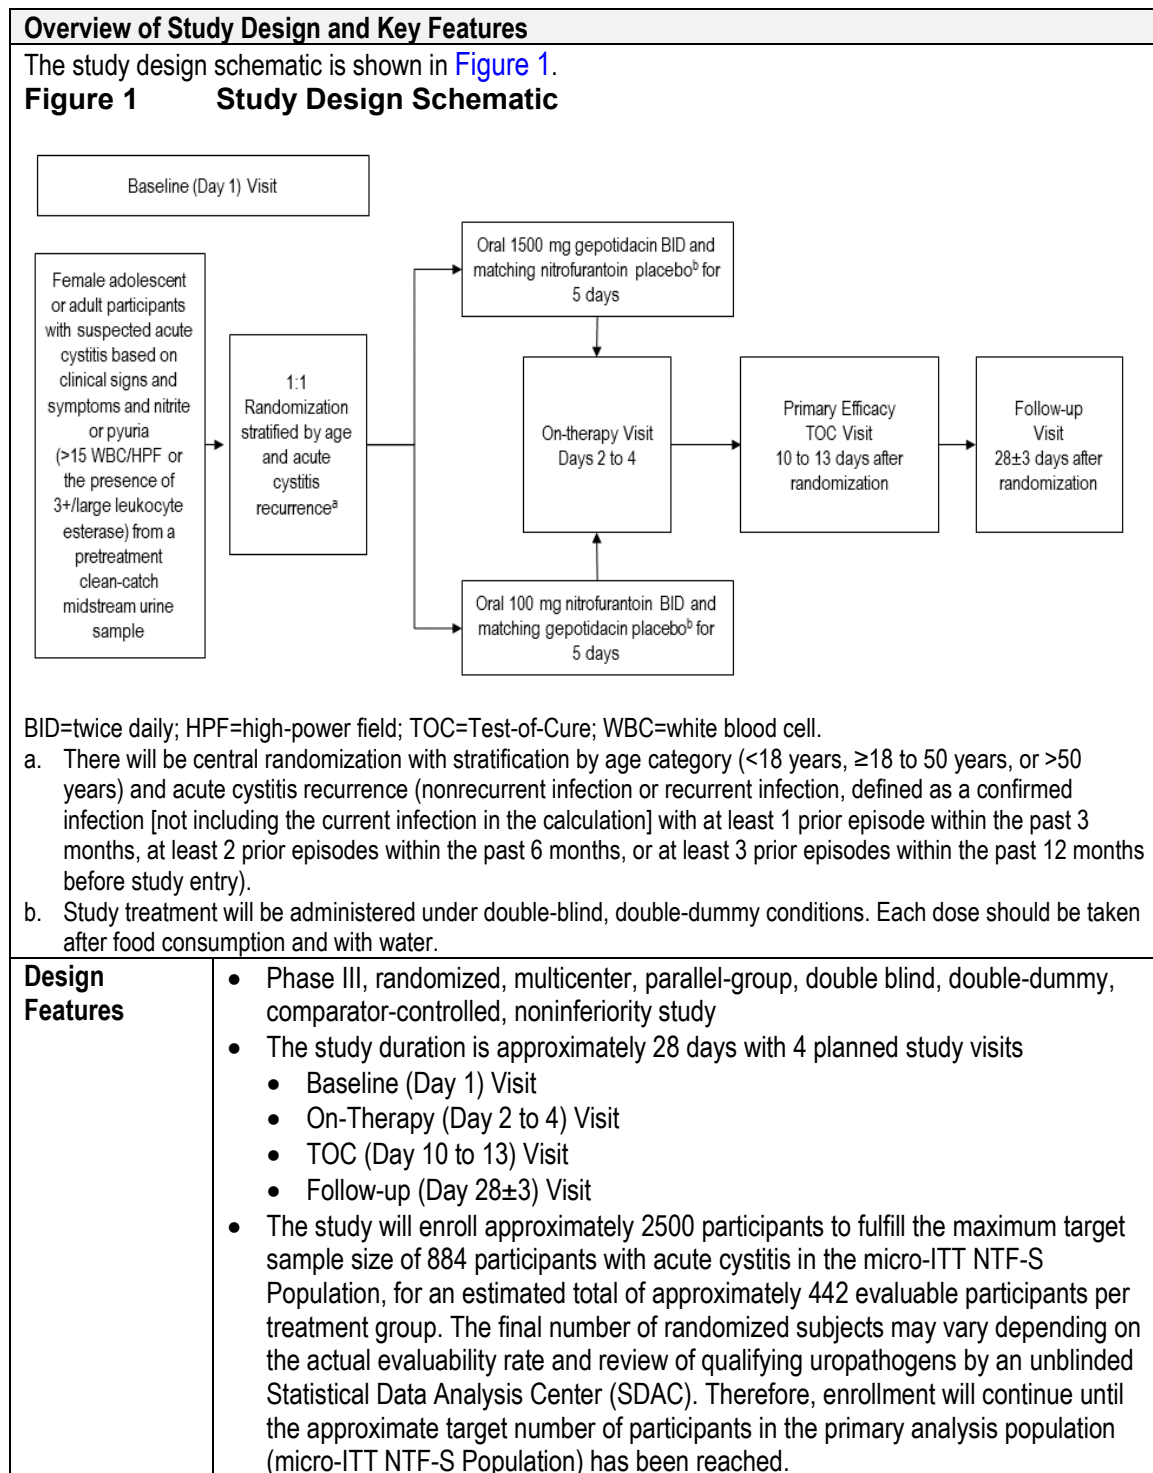 Overview of Study Design and Key Features
The study design schematic is shown in Figure 1.
Figure 1 Study Design Schematic
Baseline (Day 1) Visit
Female adolescent
or adult participants
with suspected acute
cystitis based on
clinical signs and
symptoms and nitrite
or pyuria
(>15 WBC/HPF or
the presence of
3+/large leukocyte
esterase) from a
pretreatment
clean-catch
midstream urine
sample
1:1
Randomization
stratified by age
and acute
cystitis
recurrencea
Oral 1500 mg gepotidacin BID and
matching nitrofurantoin placebob for
5 days
On-therapy Visit
Days 2 to 4
Oral 100 mg nitrofurantoin BID and
matching gepotidacin placebob for
5 days
Primary Efficacy
TOC Visit
10 to 13 days after
randomization
Follow-up
Visit
28±3 days after
randomization
BID=twice daily; HPF=high-power field; TOC=Test-of-Cure; WBC=white blood cell.
a. There will be central randomization with stratification by age category (<18 years, ≥18 to 50 years, or >50
years) and acute cystitis recurrence (nonrecurrent infection or recurrent infection, defined as a confirmed
infection [not including the current infection in the calculation] with at least 1 prior episode within the past 3
months, at least 2 prior episodes within the past 6 months, or at least 3 prior episodes within the past 12 months
before study entry).
b. Study treatment will be administered under double-blind, double-dummy conditions. Each dose should be taken
after food consumption and with water.
Design
Features
• Phase III, randomized, multicenter, parallel-group, double blind, double-dummy,
comparator-controlled, noninferiority study
• The study duration is approximately 28 days with 4 planned study visits
• Baseline (Day 1) Visit
• On-Therapy (Day 2 to 4) Visit
• TOC (Day 10 to 13) Visit
• Follow-up (Day 28±3) Visit
• The study will enroll approximately 2500 participants to fulfill the maximum target
sample size of 884 participants with acute cystitis in the micro-ITT NTF-S
Population, for an estimated total of approximately 442 evaluable participants per
treatment group. The final number of randomized subjects may vary depending on
the actual evaluability rate and review of qualifying uropathogens by an unblinded
Statistical Data Analysis Center (SDAC). Therefore, enrollment will continue until
the approximate target number of participants in the primary analysis population
(micro-ITT NTF-S Population) has been reached.